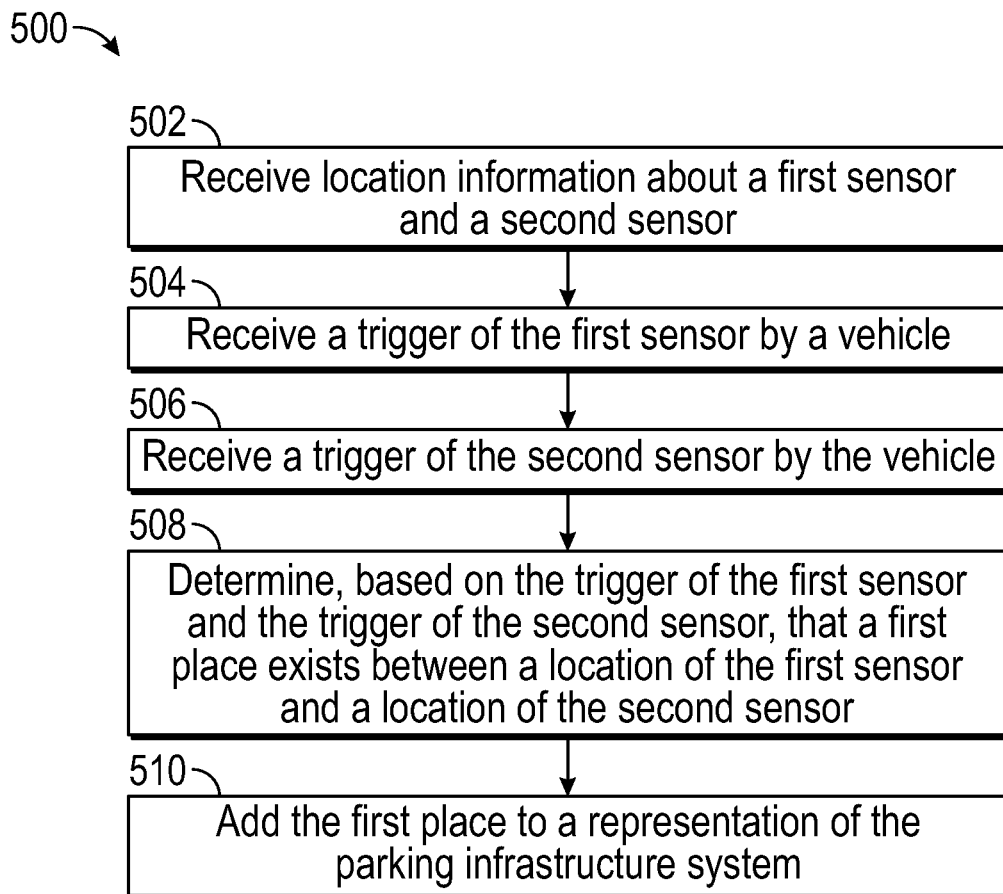 500
502
Receive location information about a first sensor
and a second sensor
504
Receive a trigger of the first sensor by a vehicle
506
Receive a trigger of the second sensor by the vehicle
508
Determine, based on the trigger of the first sensor
and the trigger of the second sensor, that a first
place exists between a location of the first sensor
and a location of the second sensor
510
Add the first place to a representation of the
parking infrastructure system